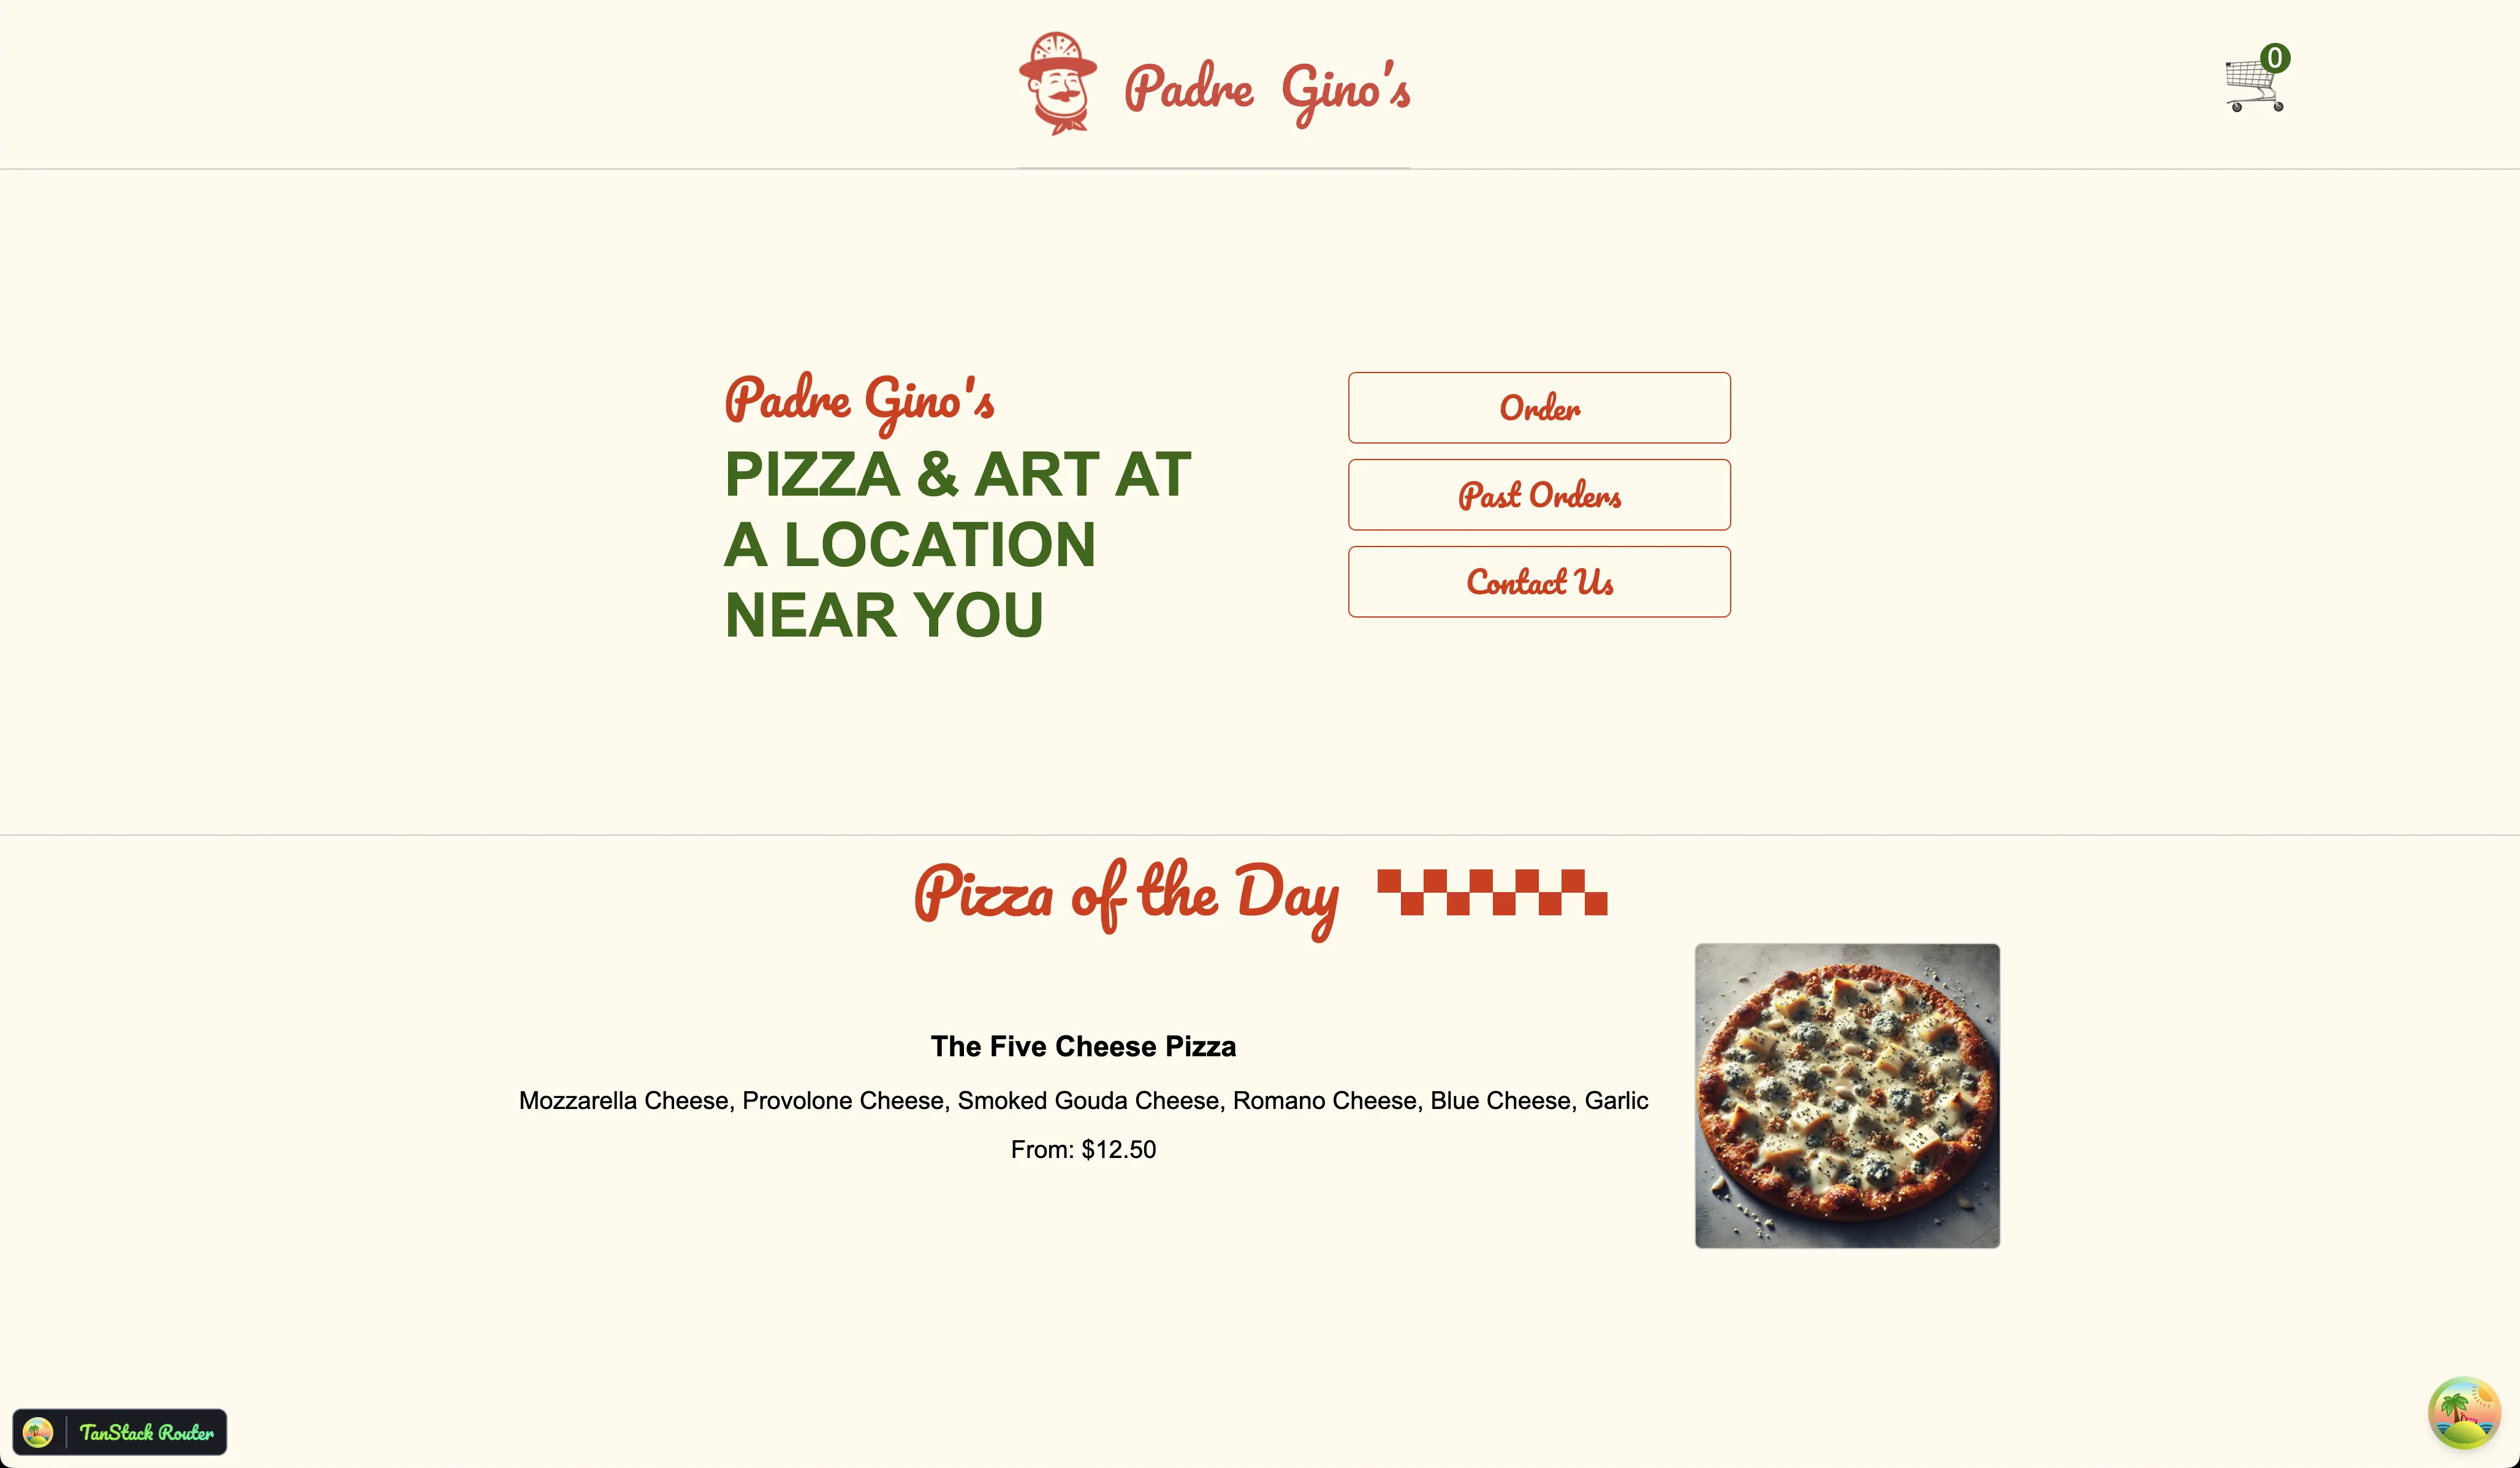 Padre Gino's
0
Padre Gino's
PIZZA & ART AT
A LOCATION
NEAR YOU
Order
Past Orders
Contact Us
Pizza of the Day
The Five Cheese Pizza
Mozzarella Cheese, Provolone Cheese, Smoked Gouda Cheese, Romano Cheese, Blue Cheese, Garlic
From: $12.50
TanStack Router